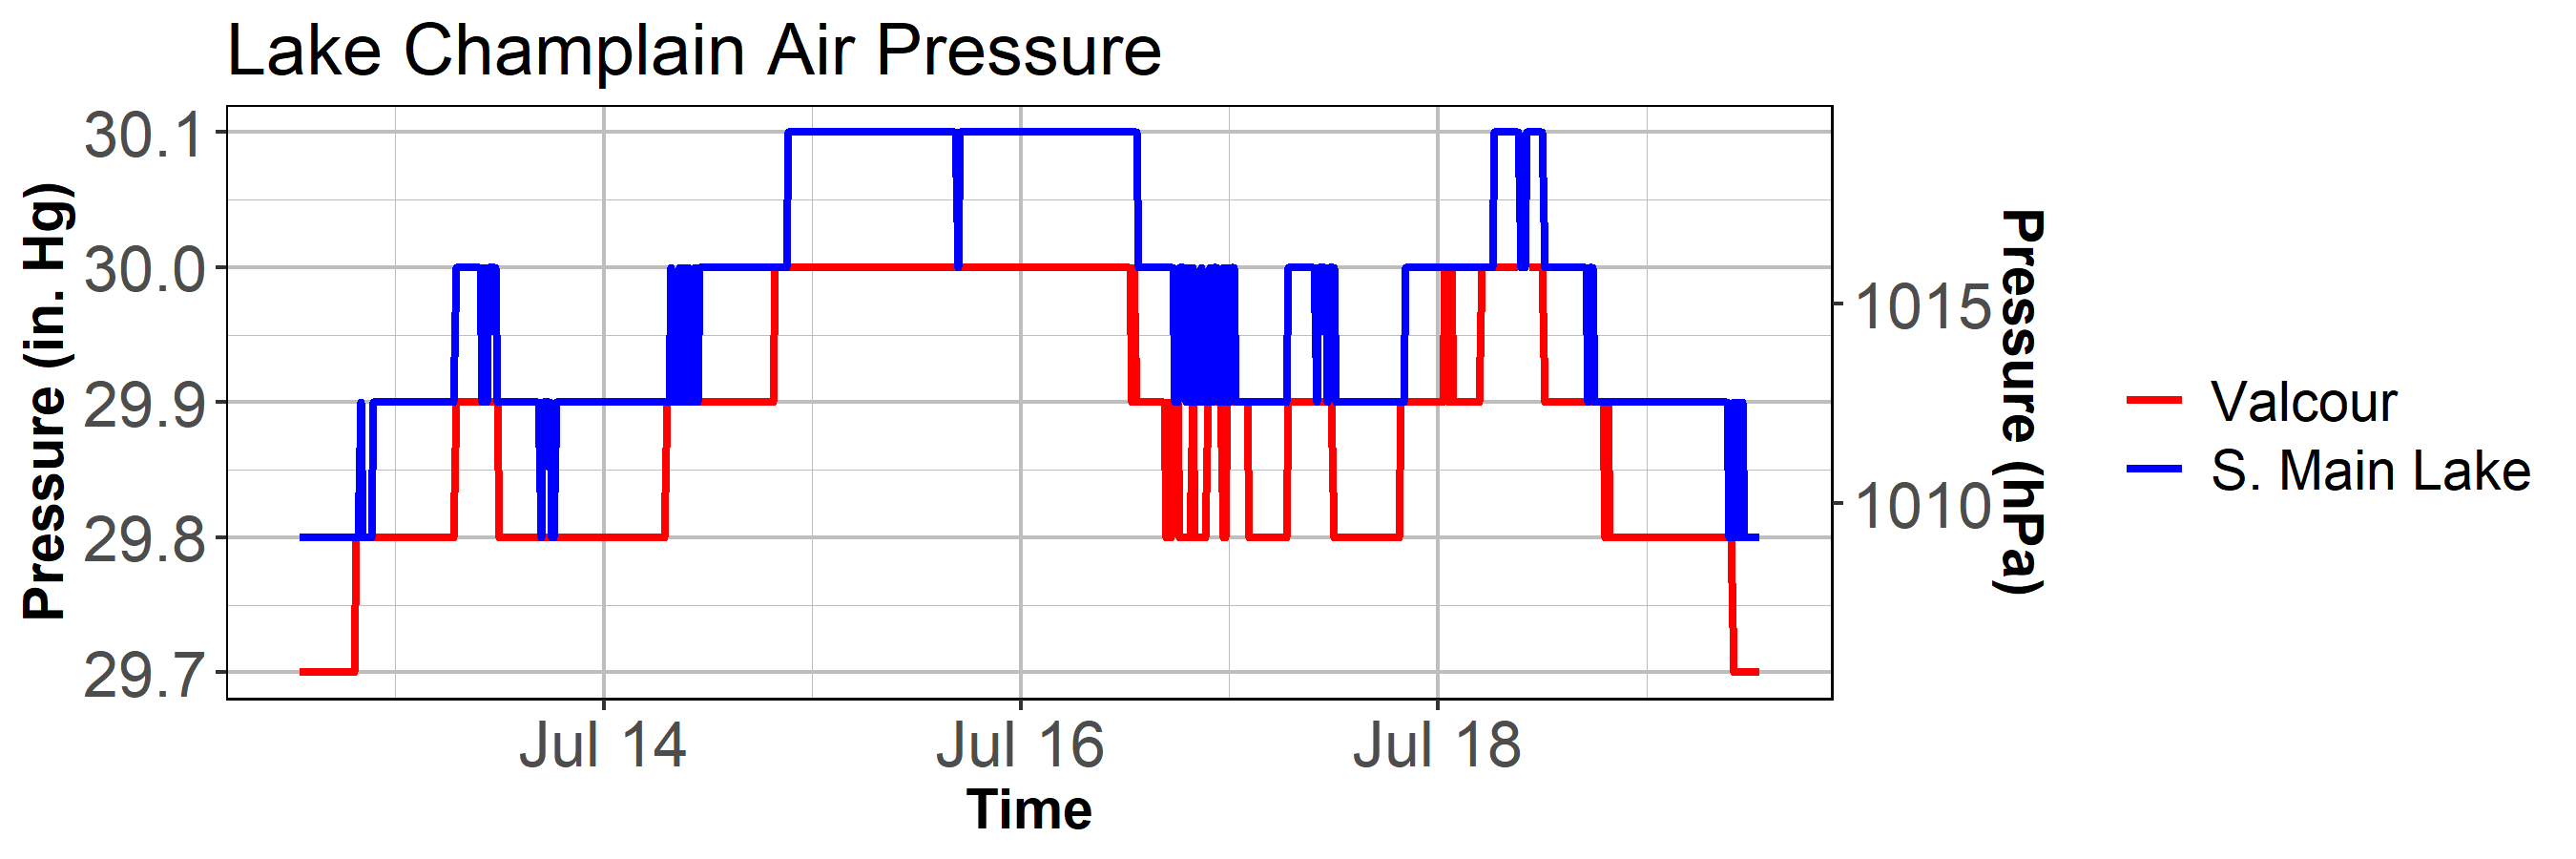 Lake Champlain Air Pressure
Pressure (in. Hg)
30.1
30.0
29.9
29.8
29.7
Jul 14
Jul 16
Jul 18
Time
1015
1010
Pressure (hPa)
Valcour
S. Main Lake